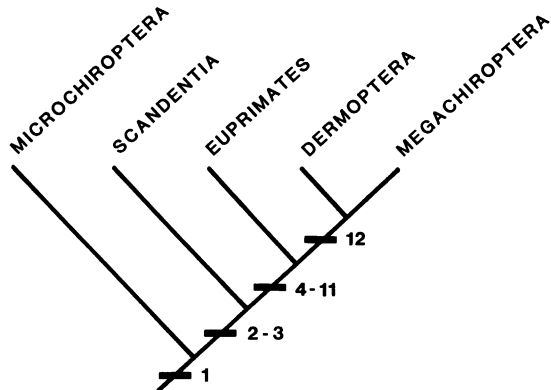 MICROCHIROPTERA
SCANDENTIA
EUPRIMATES
DERMOPTERA
MEGACHIROPTERA
12
4-11
2-3
1